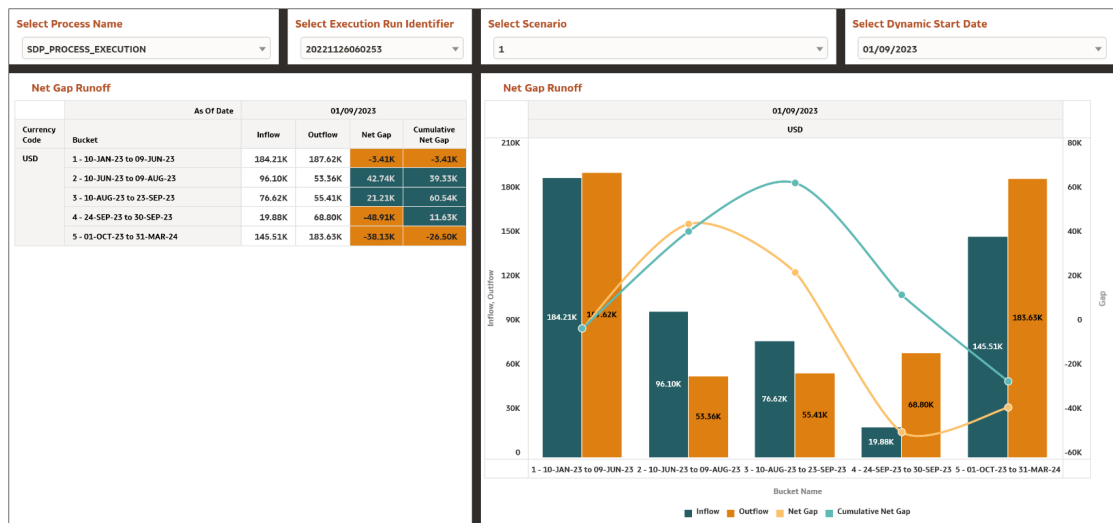 Select Process Name
SDP_PROCESS_EXECUTION
Select Execution Run Identifier
20221126060253
Select Scenario
1
Select Dynamic Start Date
01/09/2023
Net Gap Runoff
As Of Date 01/09/2023
Currency Code Bucket Inflow Outflow Net Gap Cumulative Net Gap
USD 1 - 10-JAN-23 to 09-JUN-23 184.21K 187.62K -3.41K -3.41K
2 - 10-JUN-23 to 09-AUG-23 96.10K 53.36K 42.74K 39.33K
3 - 10-AUG-23 to 23-SEP-23 76.62K 55.41K 21.21K 60.54K
4 - 24-SEP-23 to 30-SEP-23 19.88K 68.80K -48.91K 11.63K
5 - 01-OCT-23 to 31-MAR-24 145.51K 183.63K -38.13K -26.50K
Net Gap Runoff
01/09/2023
USD
210K
180K
150K
120K
90K
60K
30K
0
Inflow, Outflow
184.21K
96.10K
53.36K
76.62K
55.41K
19.88K
68.80K
145.51K
183.63K
80K
60K
40K
20K
0
-20K
-40K
-60K
Gap
1 - 10-JAN-23 to 09-JUN-23 2 - 10-JUN-23 to 09-AUG-23 3 - 10-AUG-23 to 23-SEP-23 4 - 24-SEP-23 to 30-SEP-23 5 - 01-OCT-23 to 31-MAR-24
Bucket Name
Inflow Outflow Net Gap Cumulative Net Gap